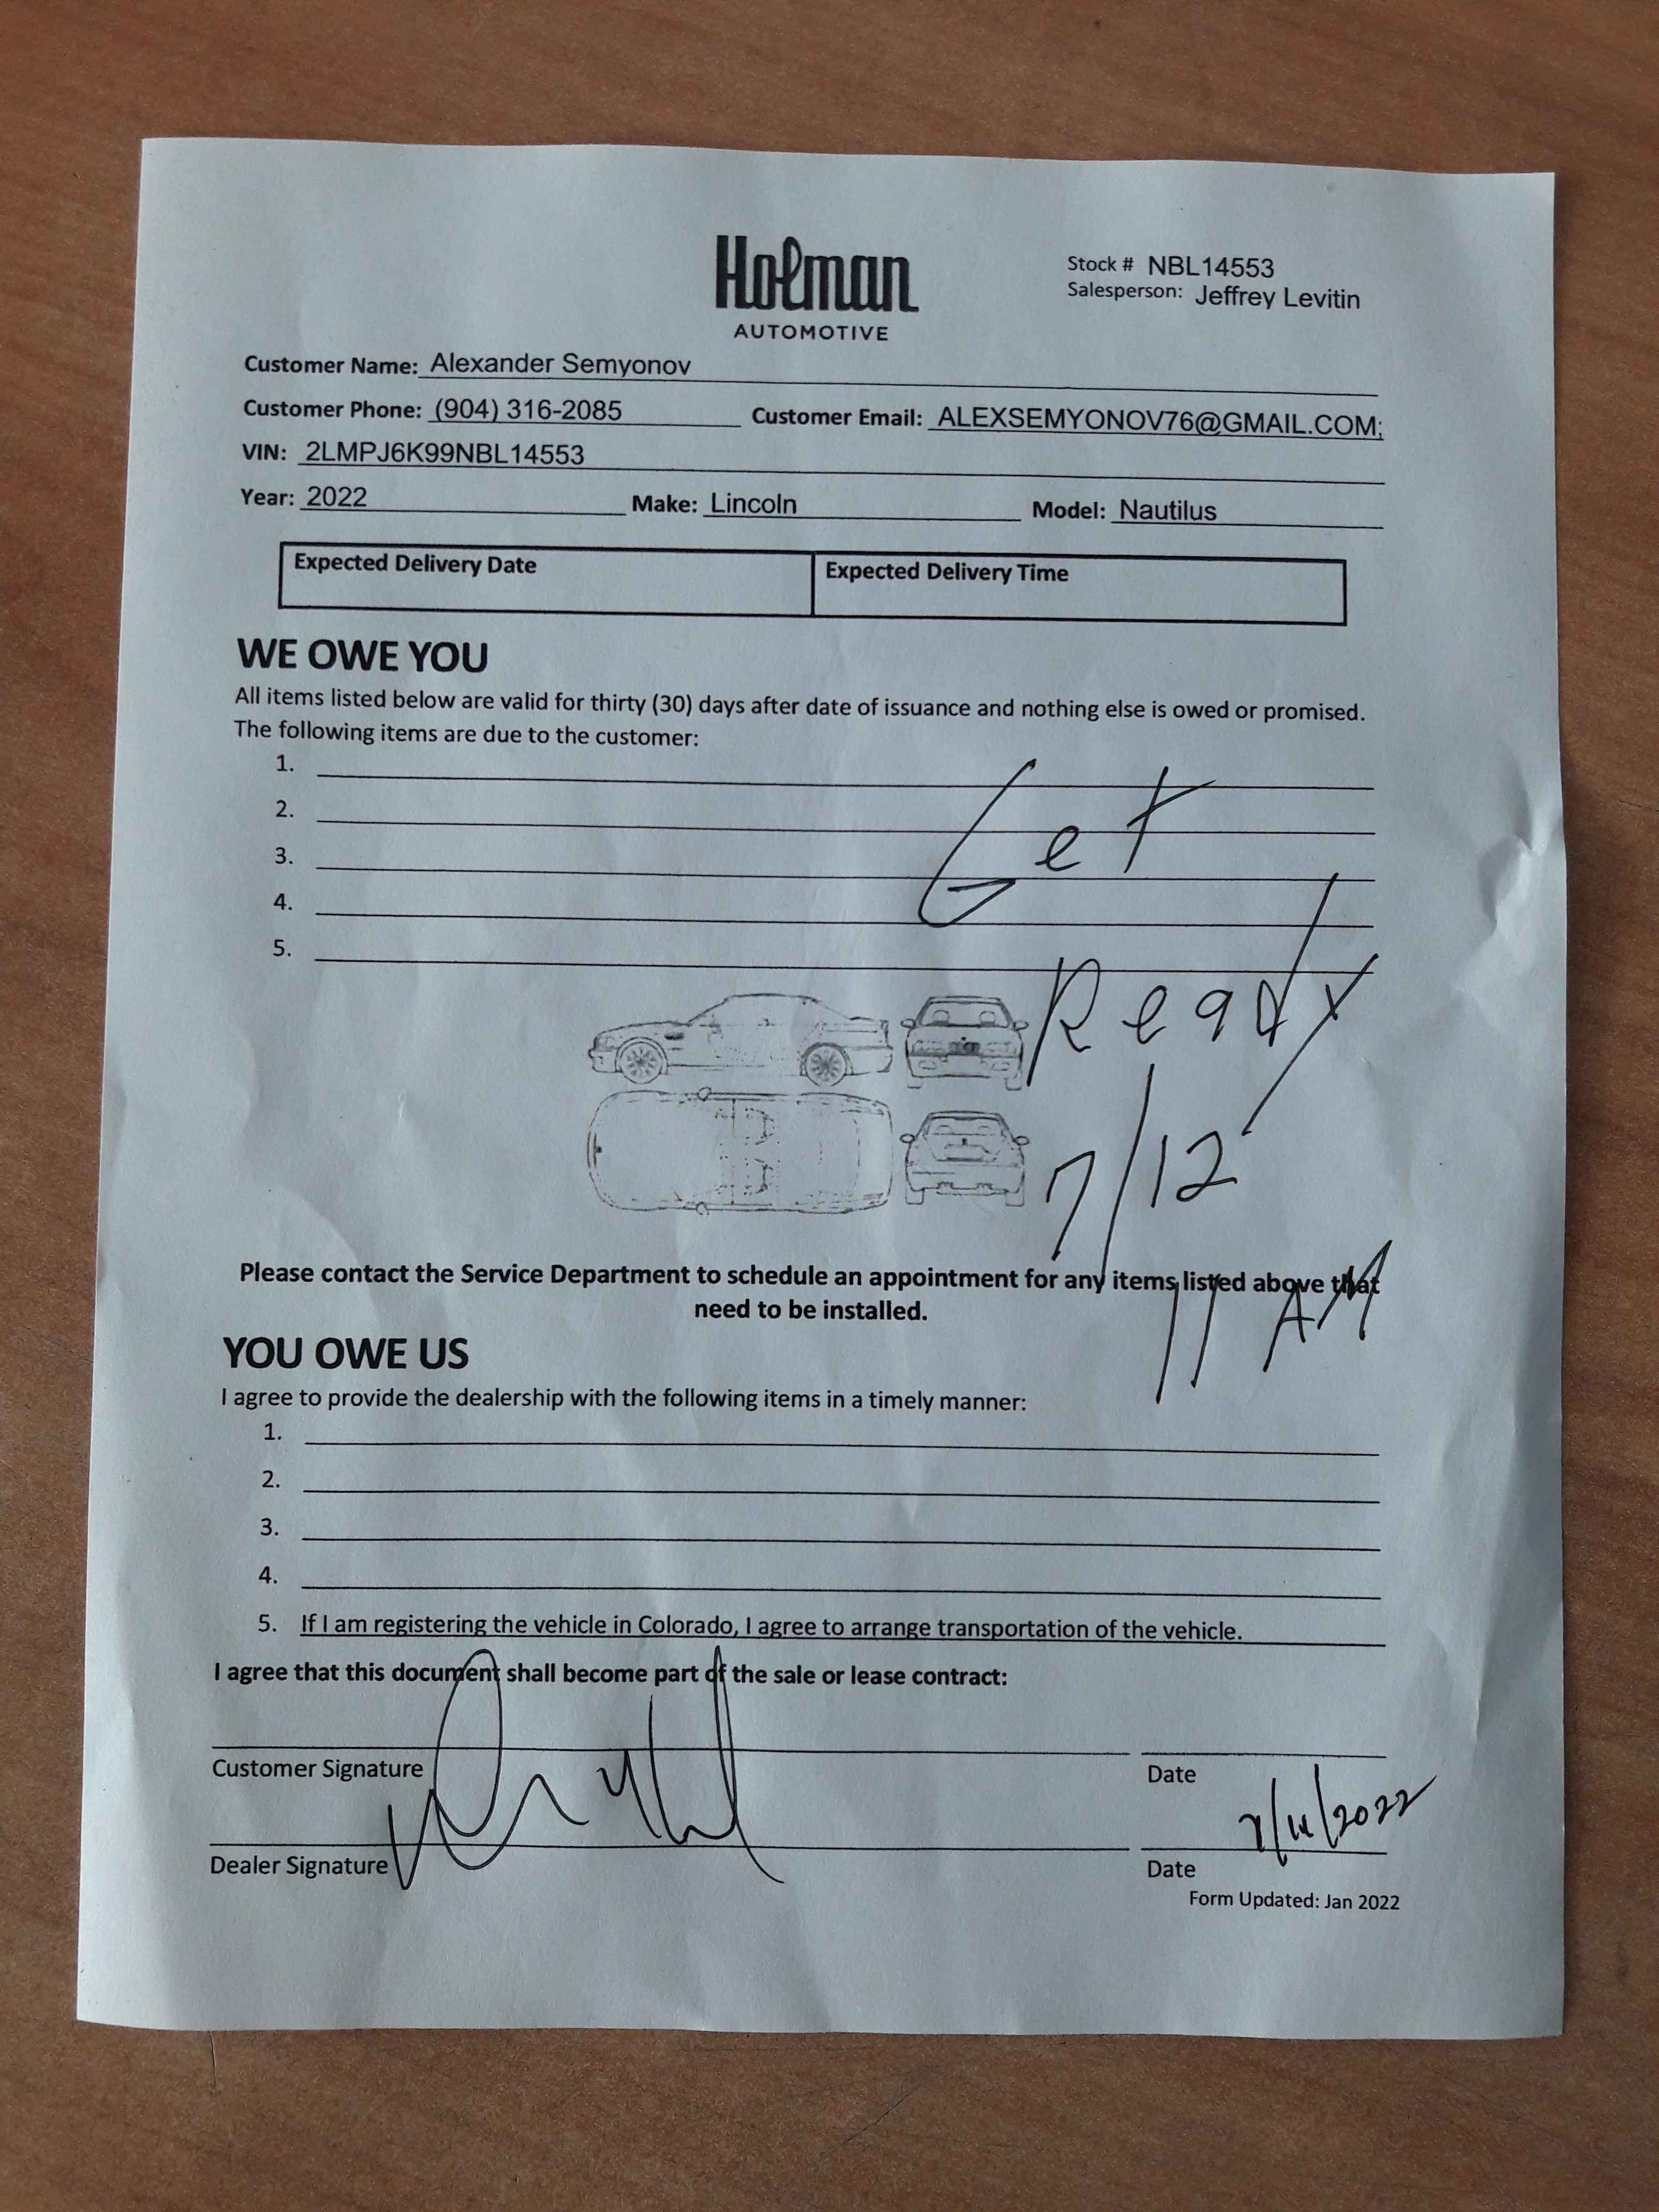 Holman
AUTOMOTIVE
Stock # NBL14553
Salesperson: Jeffrey Levitin
Customer Name: Alexander Semyonov
Customer Phone: (904) 316-2085 Customer Email: ALEXSEMYONOV76@GMAIL.COM;
VIN: 2LMPJ6K99NBL14553
Year: 2022 Make: Lincoln Model: Nautilus
Expected Delivery Date Expected Delivery Time
WE OWE YOU
All items listed below are valid for thirty (30) days after date of issuance and nothing else is owed or promised.
The following items are due to the customer:
1.
2.
3.
4.
5.
Get
Ready
7/12
11 AM
Please contact the Service Department to schedule an appointment for any items listed above that
need to be installed.
YOU OWE US
I agree to provide the dealership with the following items in a timely manner:
1.
2.
3.
4.
5. If I am registering the vehicle in Colorado, I agree to arrange transportation of the vehicle.
I agree that this document shall become part of the sale or lease contract:
Customer Signature Date
7/11/2022
Dealer Signature Date
Form Updated: Jan 2022